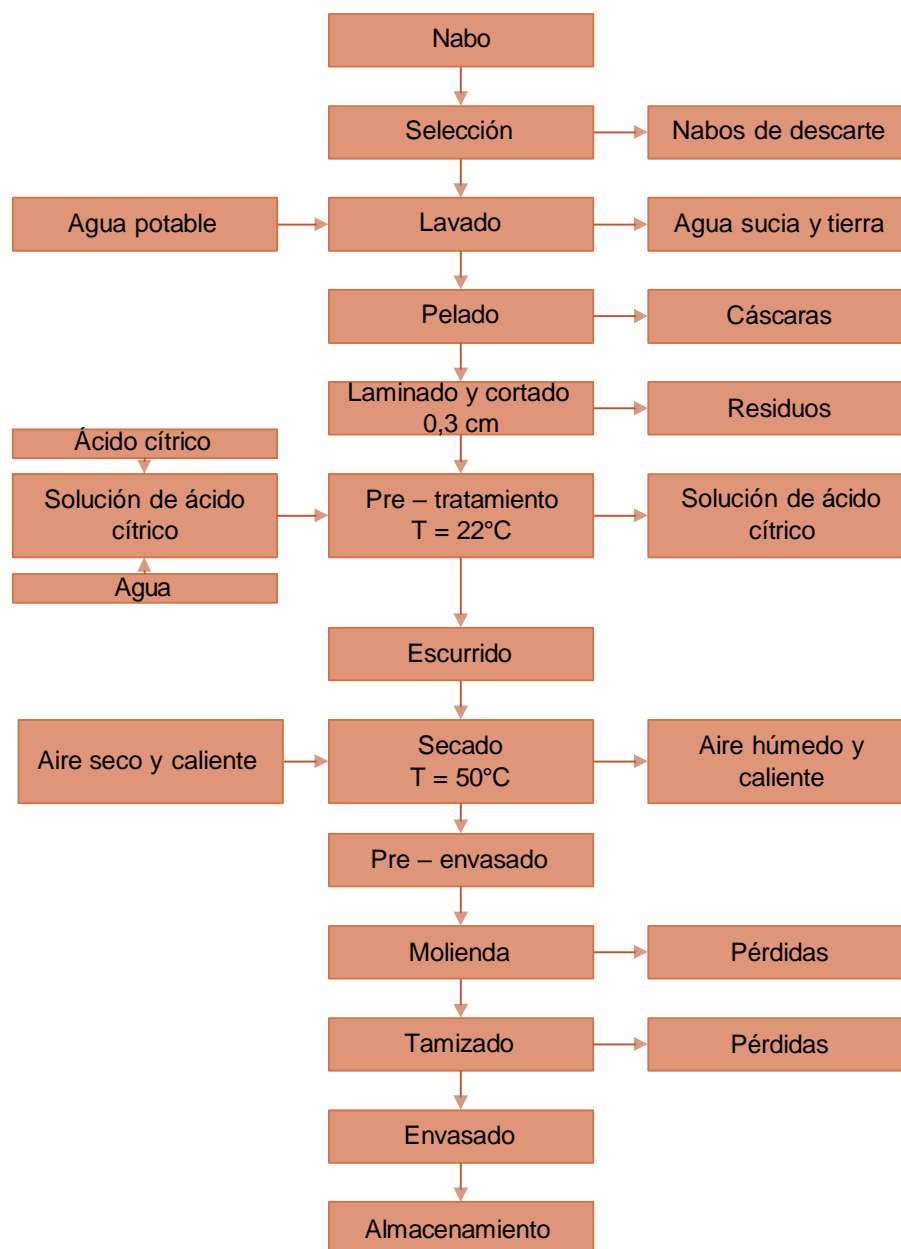 Nabo
Selección
Nabos de descarte
Agua potable
Lavado
Agua sucia y tierra
Pelado
Cáscaras
Laminado y cortado
0,3 cm
Residuos
Ácido cítrico
Solución de ácido
cítrico
Agua
Pre – tratamiento
T = 22°C
Solución de ácido
cítrico
Escurrido
Aire seco y caliente
Secado
T = 50°C
Aire húmedo y
caliente
Pre – envasado
Molienda
Pérdidas
Tamizado
Pérdidas
Envasado
Almacenamiento